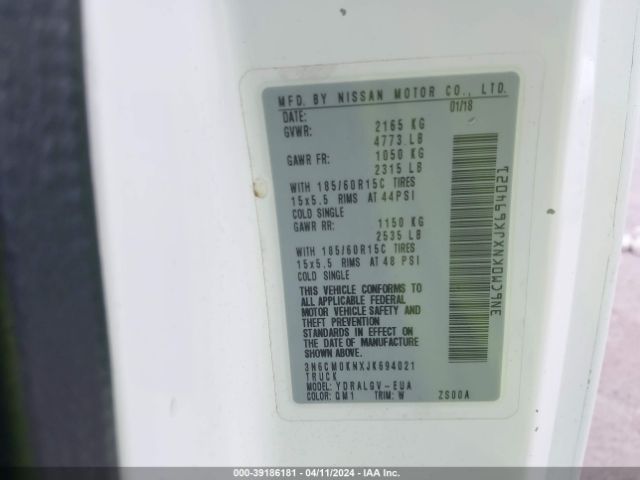 MFD. BY NISSAN MOTOR CO., LTD.
DATE: 01/18
GVWR: 2165 KG
4773 LB
GAWR FR: 1050 KG
2315 LB
WITH 185/60R15C TIRES
15x5.5 RIMS AT 44PSI
COLD SINGLE
GAWR RR: 1150 KG
2535 LB
WITH 185/60R15C TIRES
15x5.5 RIMS AT 48 PSI
COLD SINGLE
THIS VEHICLE CONFORMS TO
ALL APPLICABLE FEDERAL
MOTOR VEHICLE SAFETY AND
THEFT PREVENTION
STANDARDS IN EFFECT ON
THE DATE OF MANUFACTURE
SHOWN ABOVE.
3N6CM0KNXJK694021
TRUCK
MODEL: YDRALGV-EUA
COLOR: QM1 TRIM: W ZS00A
3N6CM0KNXJK694021
000-39186181 - 04/11/2024 - IAA Inc.